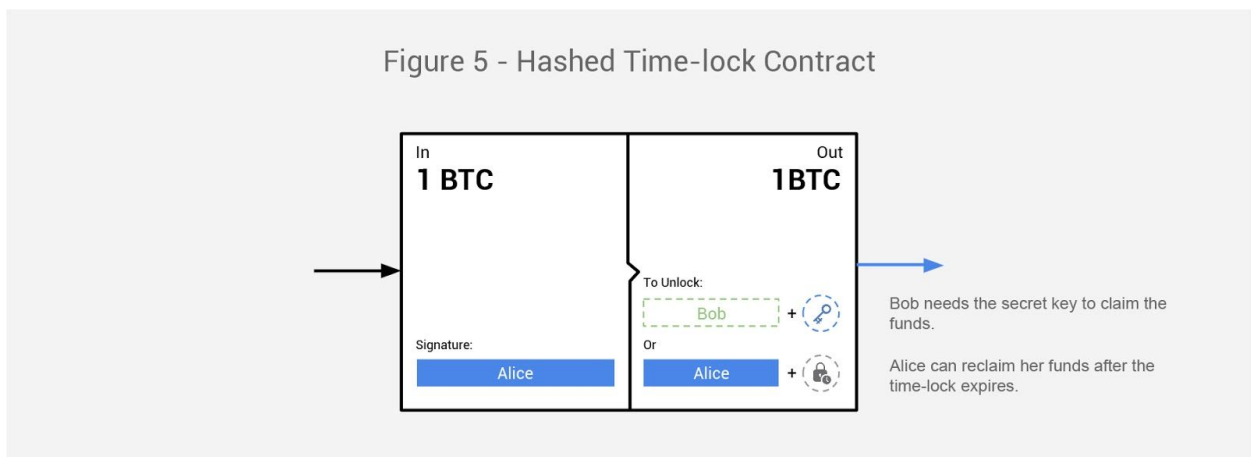 Figure 5 - Hashed Time-lock Contract
In
1 BTC
Signature:
Alice
Out
1BTC
To Unlock:
Bob
+
Or
Alice
+
Bob needs the secret key to claim the
funds.
Alice can reclaim her funds after the
time-lock expires.